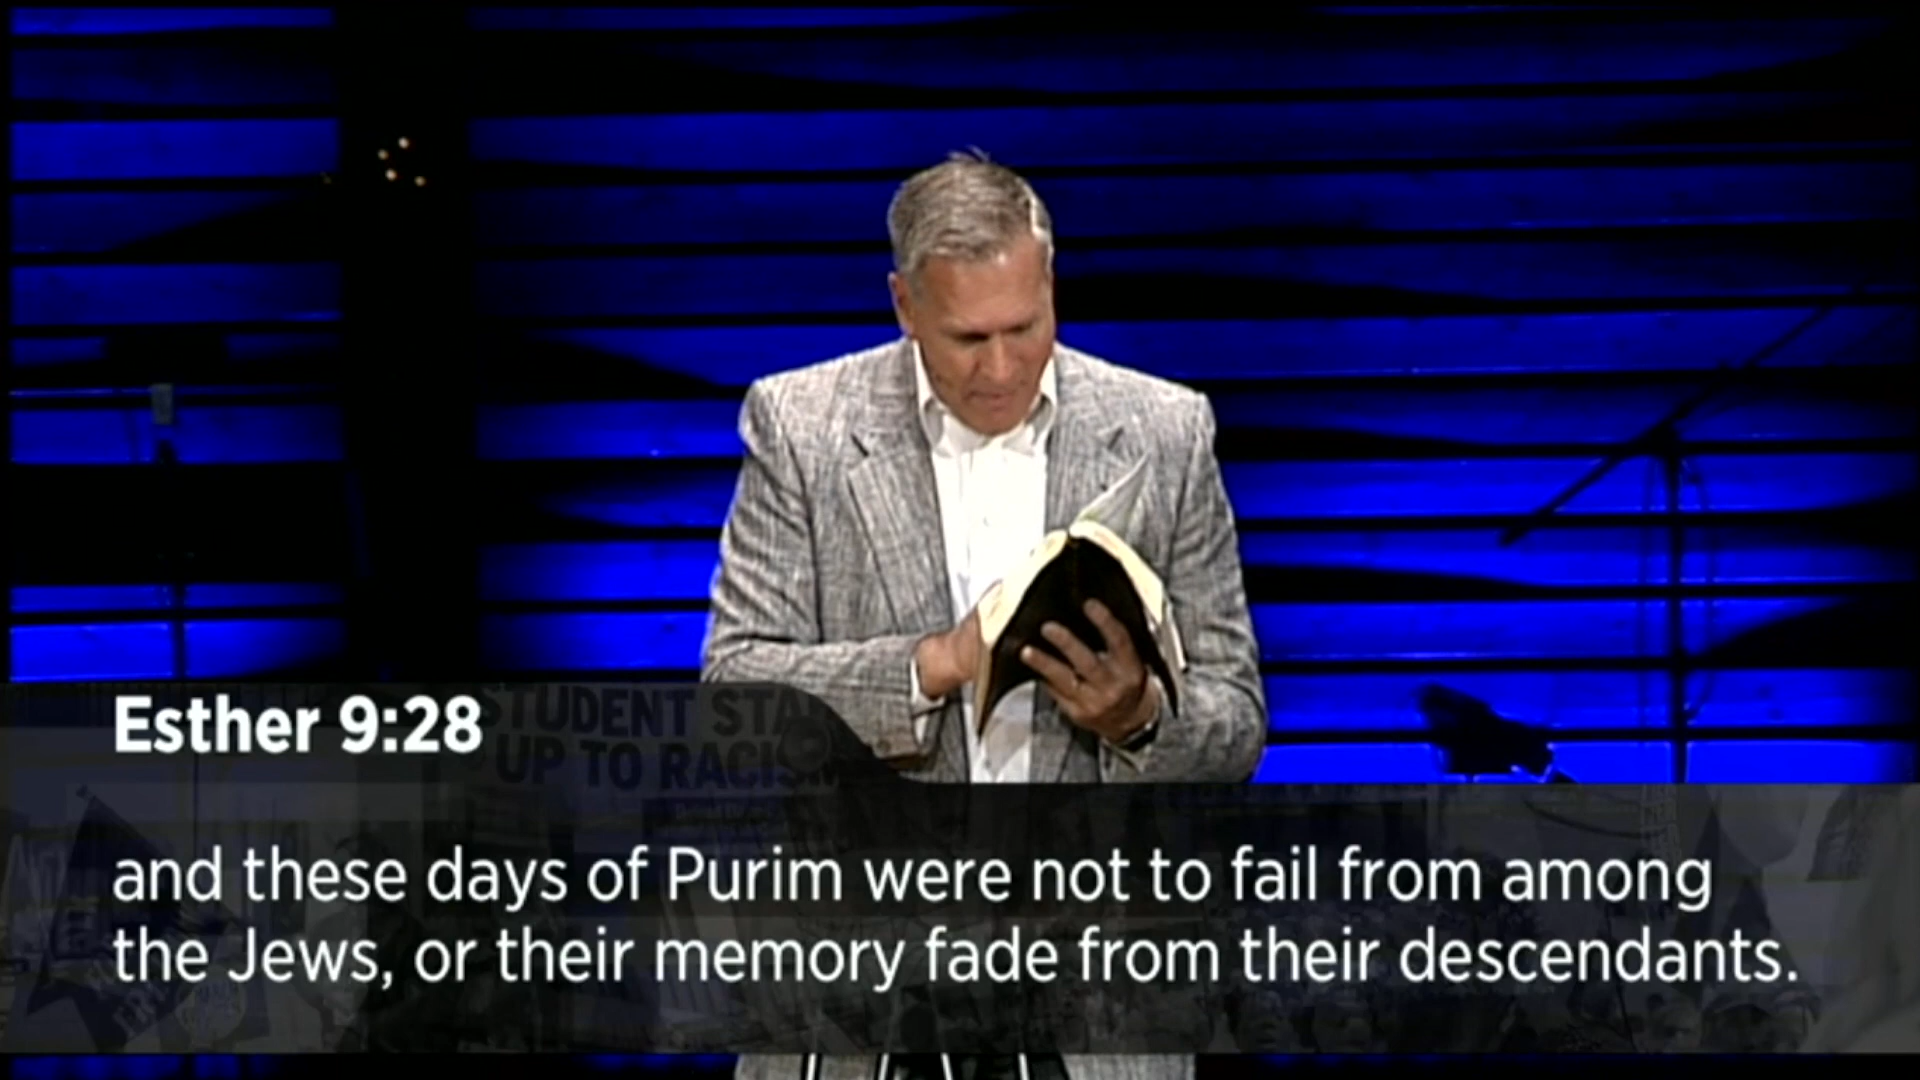 Esther 9:28
STUDENT STA
UP TO RACISM
and these days of Purim were not to fail from among
the Jews, or their memory fade from their descendants.